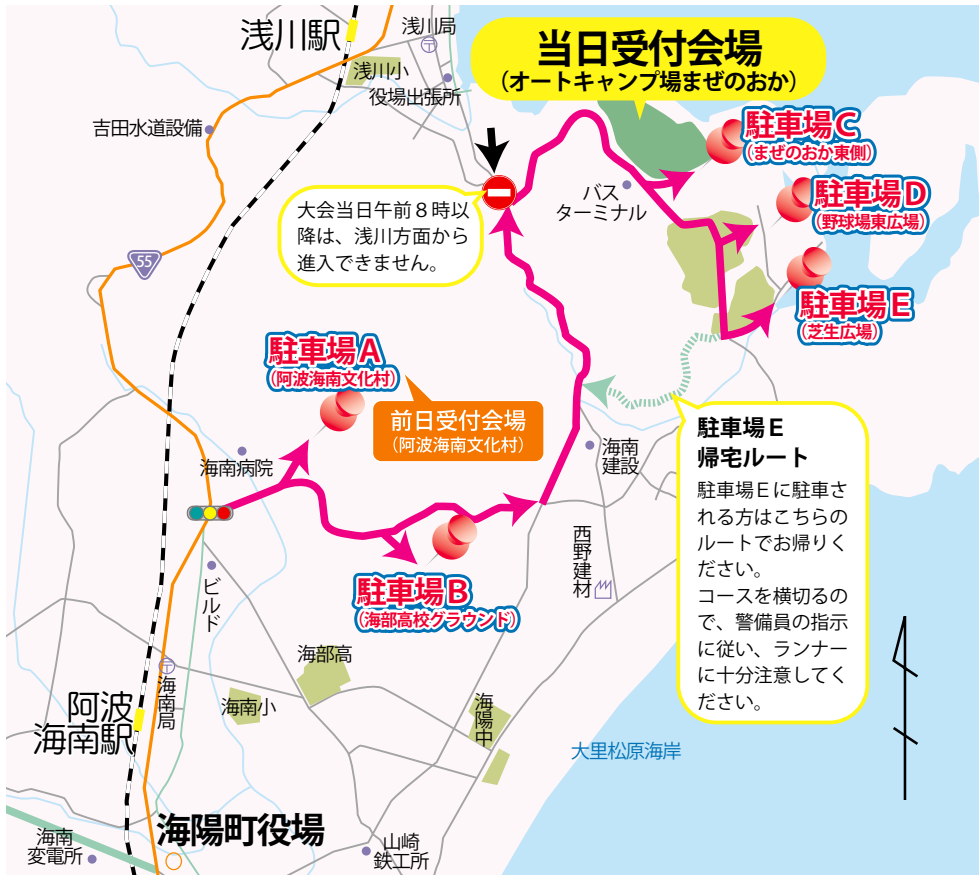 浅川駅
浅川局
浅川小
役場出張所
当日受付会場
(オートキャンプ場まぜのおか)
吉田水道設備
駐車場C
(まぜのおか東側)
バス
ターミナル
駐車場D
(野球場東広場)
大会当日午前8時以
降は、浅川方面から
進入できません。
55
駐車場E
(芝生広場)
駐車場A
(阿波海南文化村)
前日受付会場
(阿波海南文化村)
海南病院
海南
建設
駐車場E
帰宅ルート
駐車場Eに駐車さ
れる方はこちらの
ルートでお帰りく
ださい。
コースを横切るの
で、警備員の指示
に従い、ランナー
に十分注意してく
ださい。
西野建材
ビルド
駐車場B
(海部高校グラウンド)
海部高
海南局
海南小
海陽中
阿波
海南駅
大里松原海岸
海陽町役場
海南
変電所
山崎
鉄工所